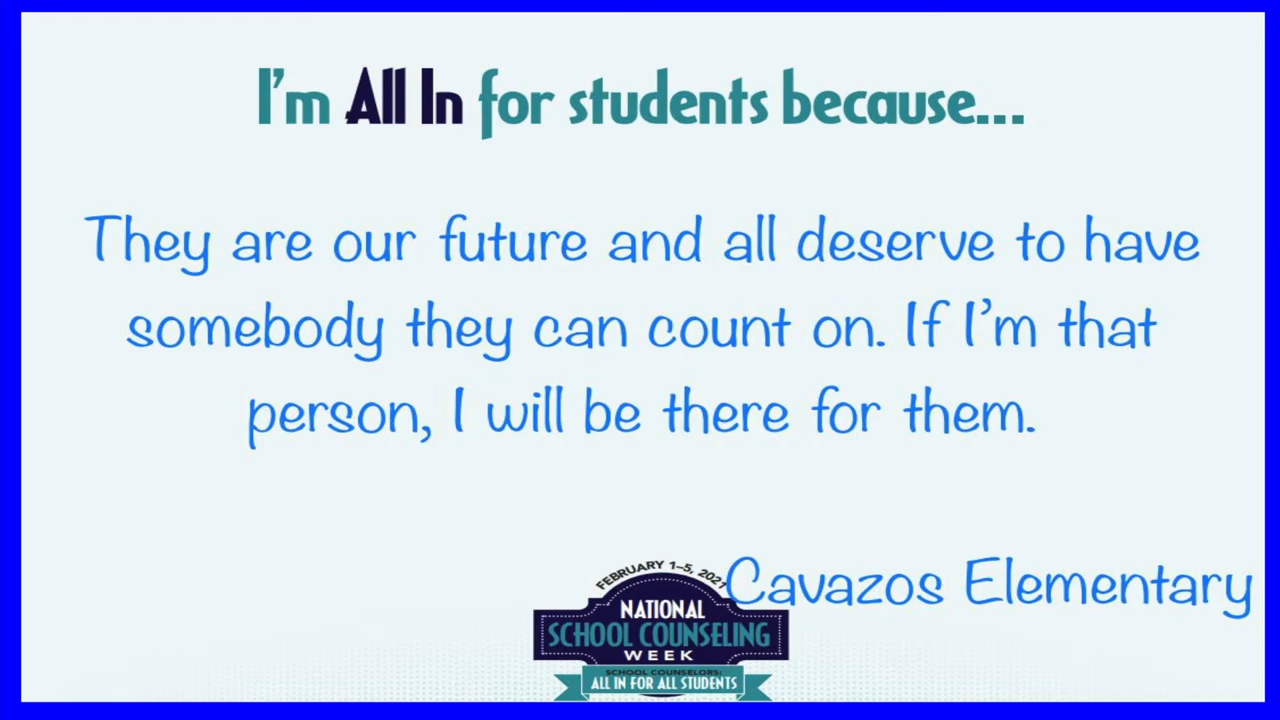 I'm All In for students because...
They are our future and all deserve to have
somebody they can count on. If I'm that
person, I will be there for them.
Cavazos Elementary
FEBRUARY 1–5, 2021
NATIONAL
SCHOOL COUNSELING
WEEK
SCHOOL COUNSELORS:
ALL IN FOR ALL STUDENTS